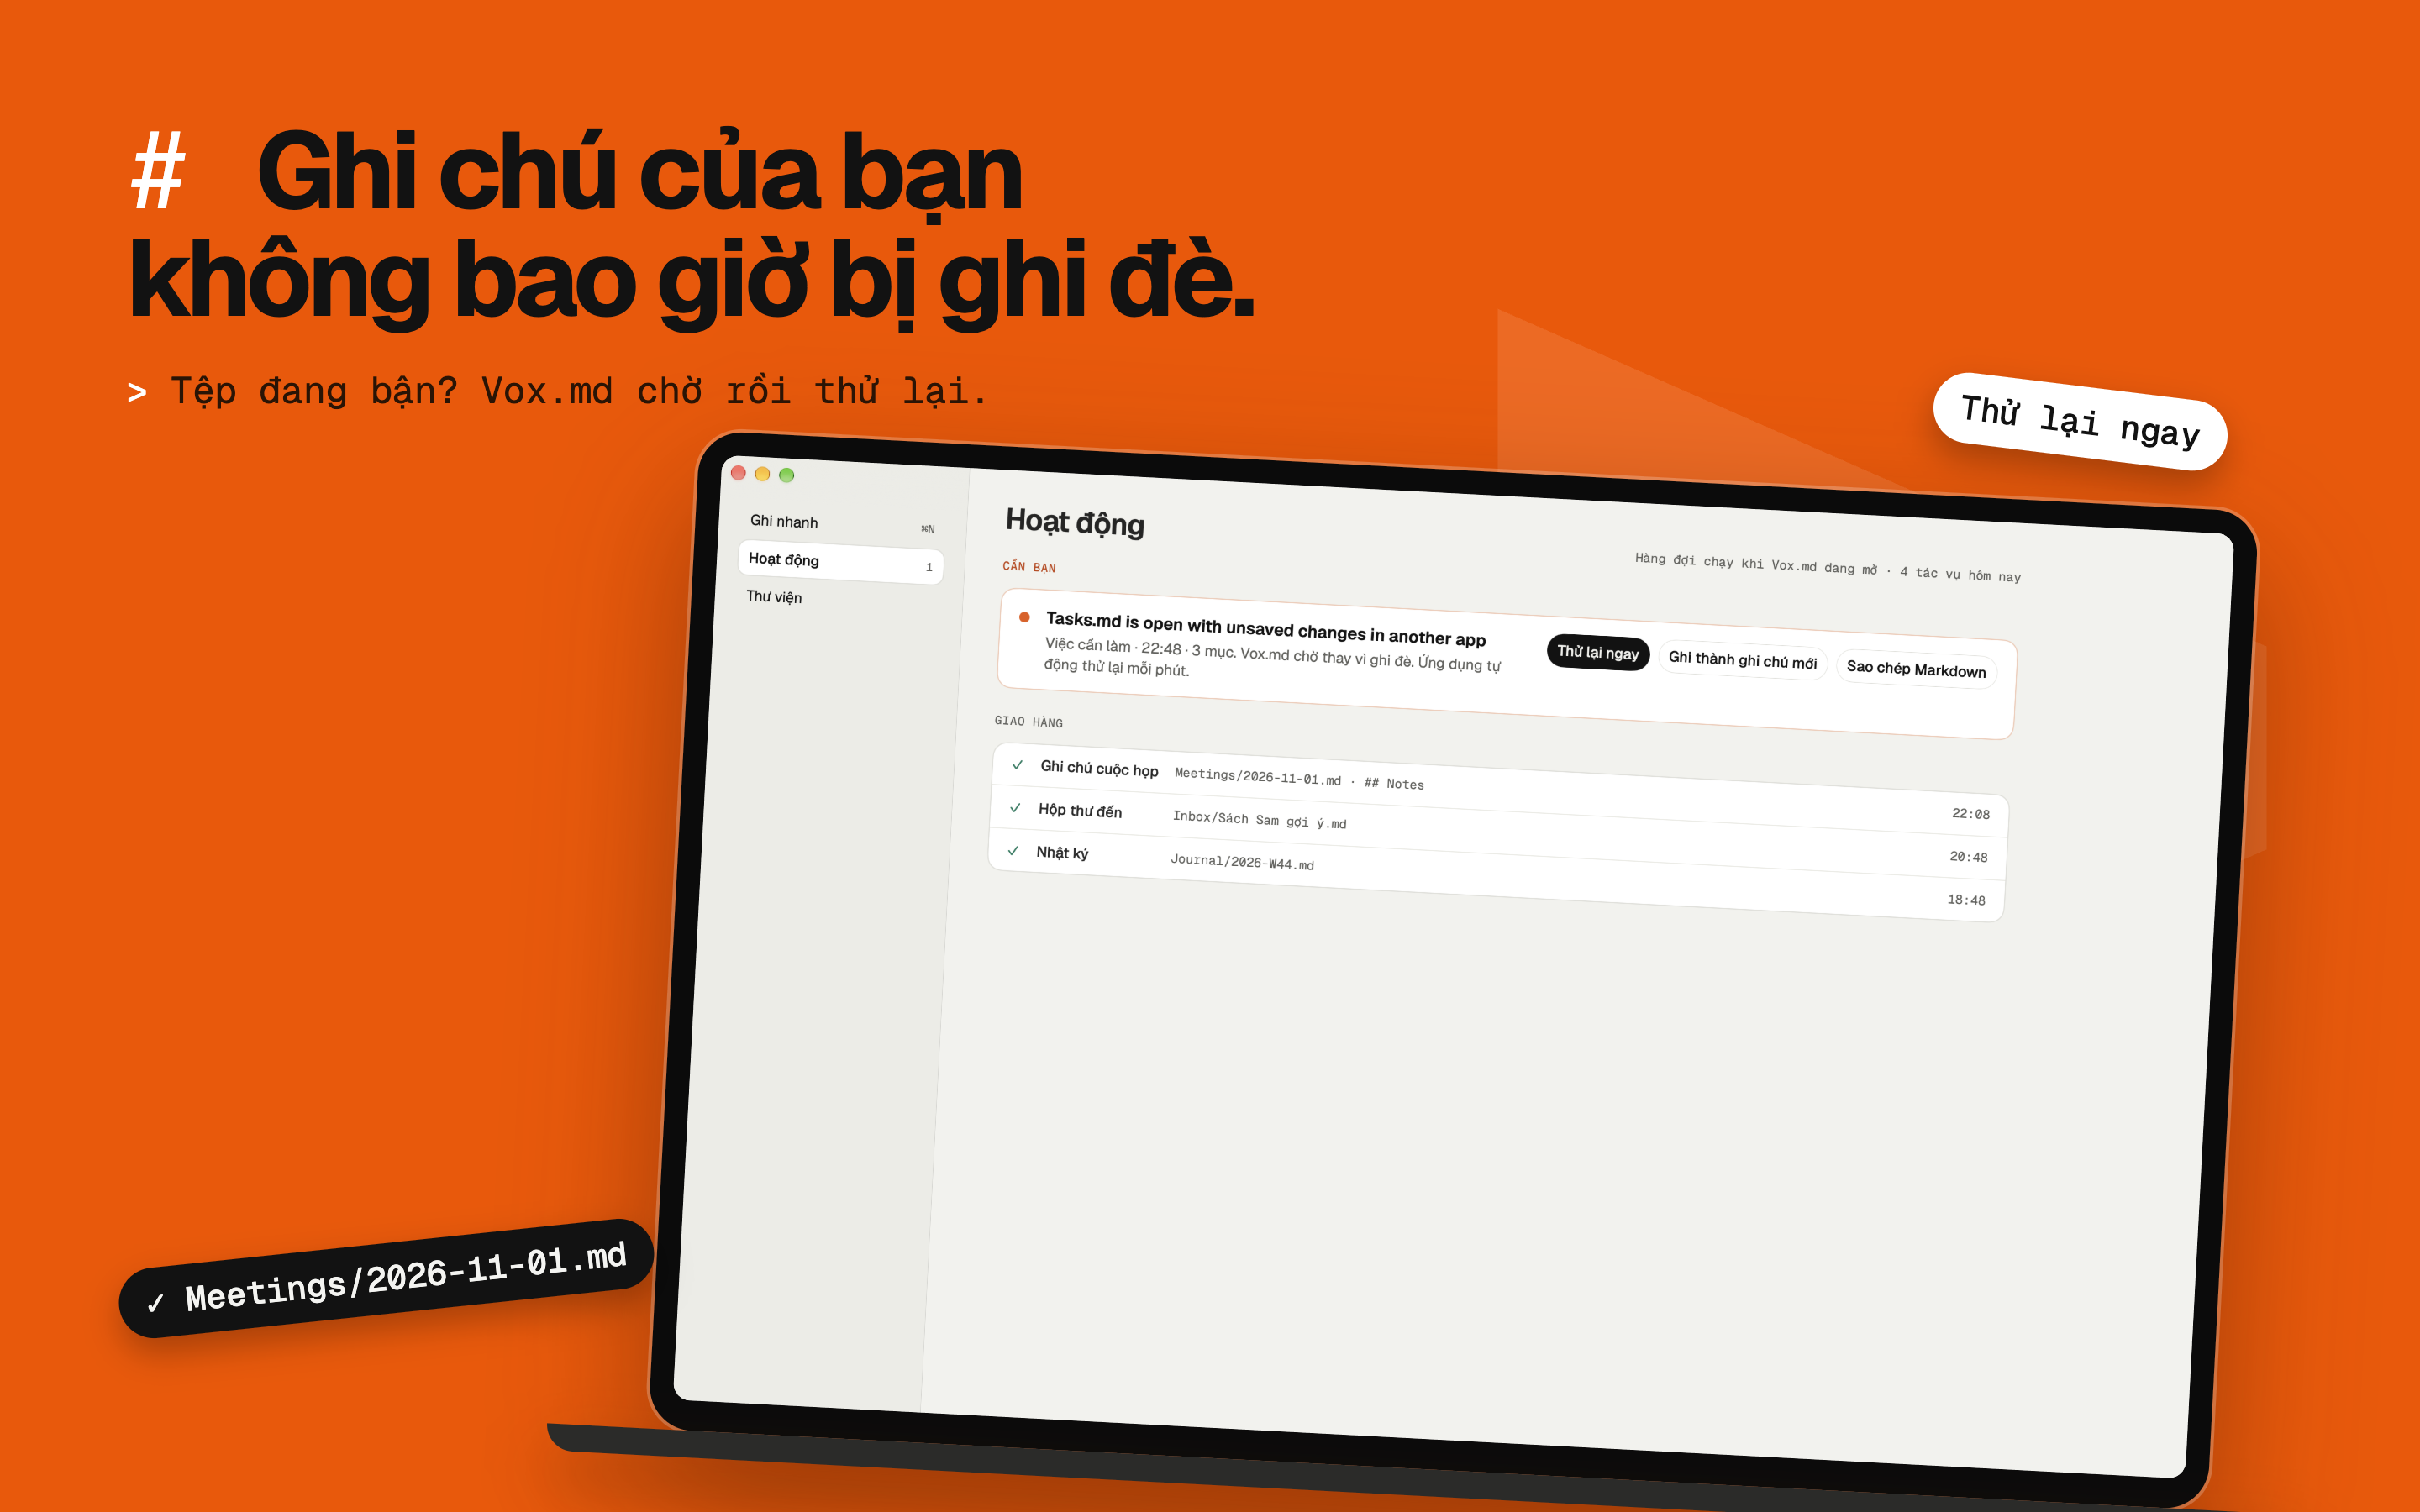 # Ghi chú của bạn
không bao giờ bị ghi đè.
> Tệp đang bận? Vox.md chờ rồi thử lại.
Thử lại ngay
Ghi nhanh ⌘N
Hoạt động 1
Thư viện
Hoạt động
Hàng đợi chạy khi Vox.md đang mở · 4 tác vụ hôm nay
CẦN BẠN
Tasks.md is open with unsaved changes in another app
Việc cần làm · 22:48 · 3 mục. Vox.md chờ thay vì ghi đè. Ứng dụng tự
động thử lại mỗi phút.
Thử lại ngay
Ghi thành ghi chú mới
Sao chép Markdown
GIAO HÀNG
✓ Ghi chú cuộc họp Meetings/2026-11-01.md · ## Notes 22:08
✓ Hộp thư đến Inbox/Sách Sam gợi ý.md 20:48
✓ Nhật ký Journal/2026-W44.md 18:48
✓ Meetings/2026-11-01.md